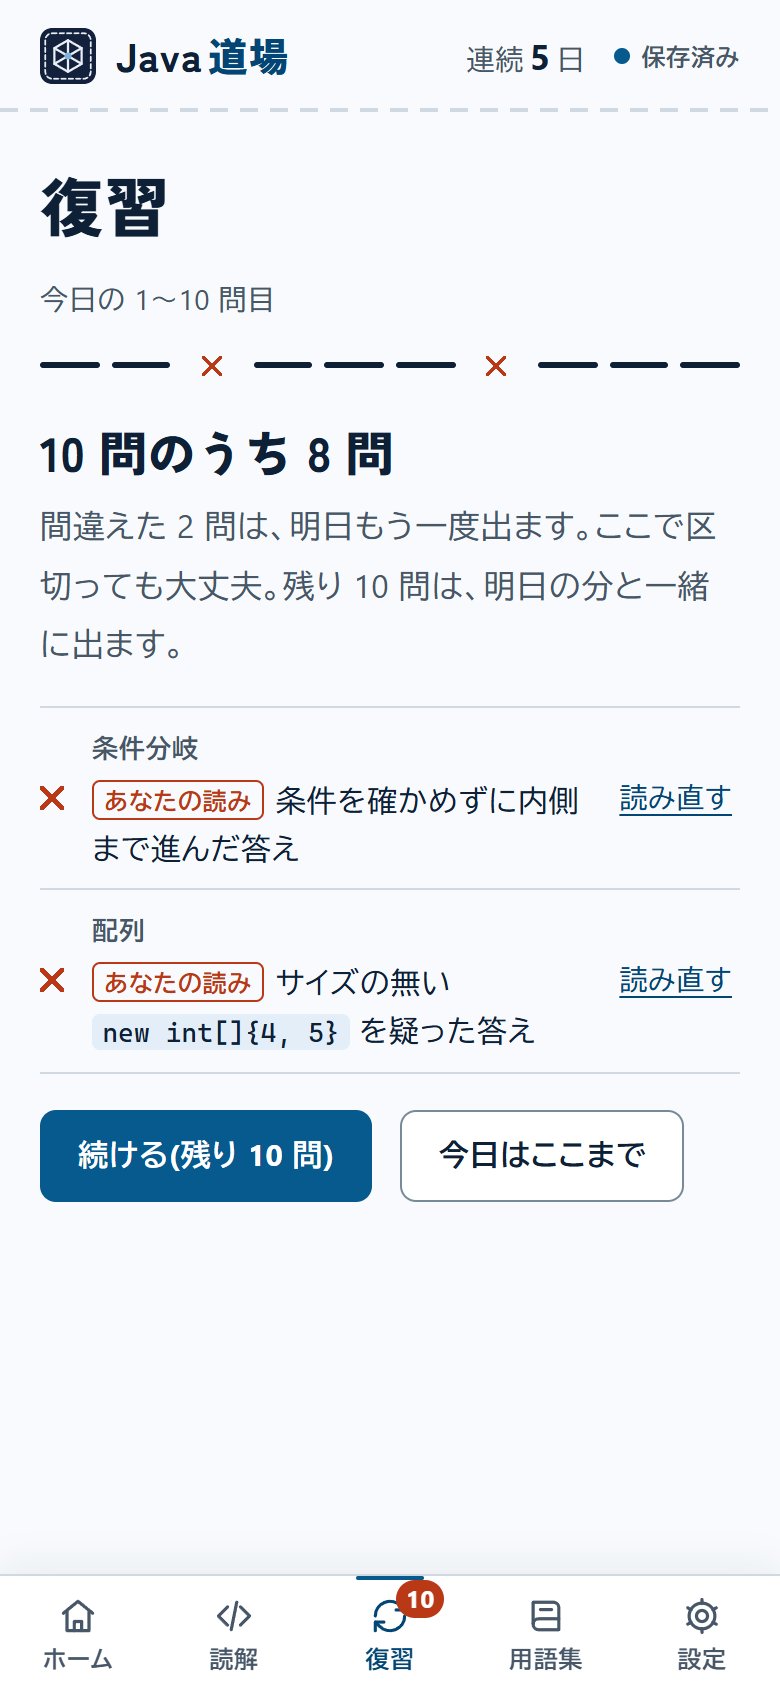 Java 道場
連続 5 日
保存済み
復習
今日の 1〜10 問目
10 問のうち 8 問
間違えた 2 問は、明日もう一度出ます。ここで区
切っても大丈夫。残り 10 問は、明日の分と一緒
に出ます。
条件分岐
あなたの読み 条件を確かめずに内側
まで進んだ答え
読み直す
配列
あなたの読み サイズの無い
new int[]{4, 5} を疑った答え
読み直す
続ける(残り 10 問)
今日はここまで
10
ホーム
読解
復習
用語集
設定